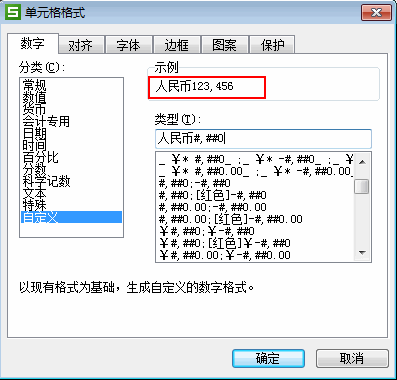 S 单元格格式
数字 对齐 字体 边框 图案 保护
分类(C):
常规
数值
货币
会计专用
日期
时间
百分比
分数
科学记数
文本
特殊
自定义
示例
人民币123,456
类型(T):
人民币#,##0
_ ¥* #,##0_ ;_ ¥* -#,##0_ ;_ ¥
_ ¥* #,##0.00_ ;_ ¥* -#,##0.00_
#,##0;-#,##0
#,##0;[红色]-#,##0
#,##0.00;-#,##0.00
#,##0.00;[红色]-#,##0.00
¥#,##0;¥-#,##0
¥#,##0;[红色]¥-#,##0
¥#,##0.00;¥-#,##0.00
以现有格式为基础，生成自定义的数字格式。
确定 取消